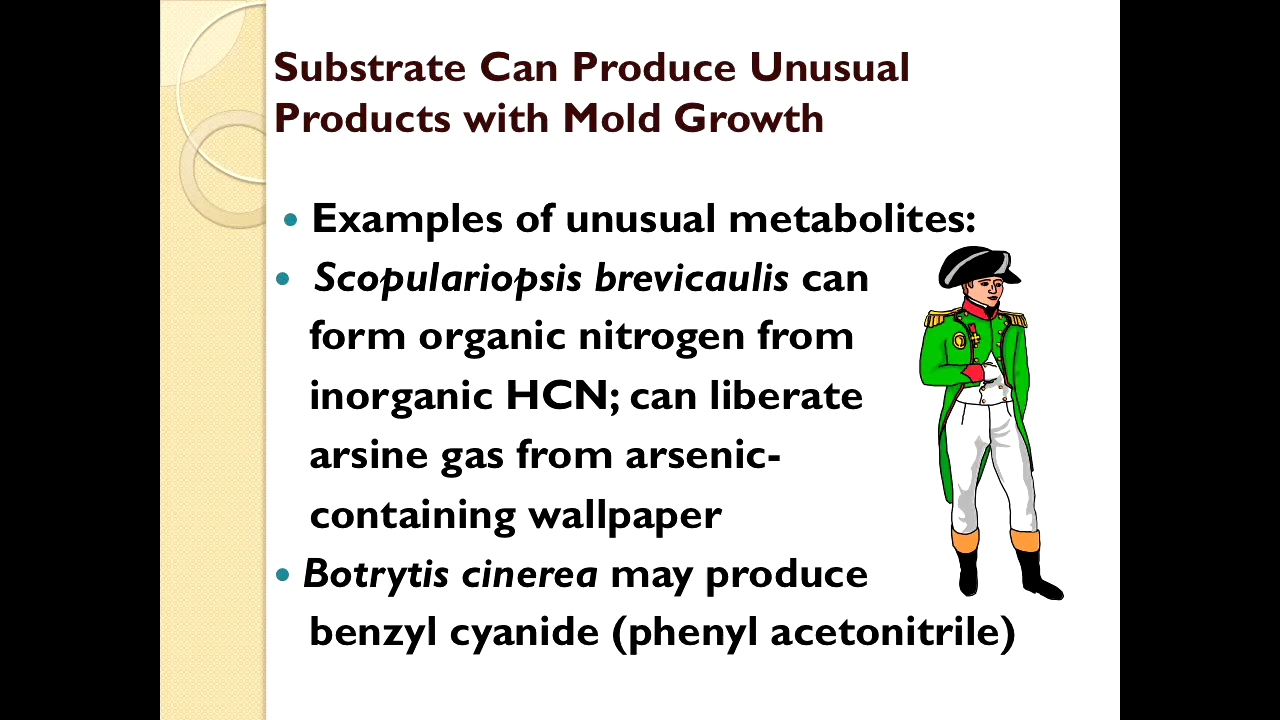 Substrate Can Produce Unusual
Products with Mold Growth
• Examples of unusual metabolites:
• Scopulariopsis brevicaulis can
form organic nitrogen from
inorganic HCN; can liberate
arsine gas from arsenic-
containing wallpaper
• Botrytis cinerea may produce
benzyl cyanide (phenyl acetonitrile)